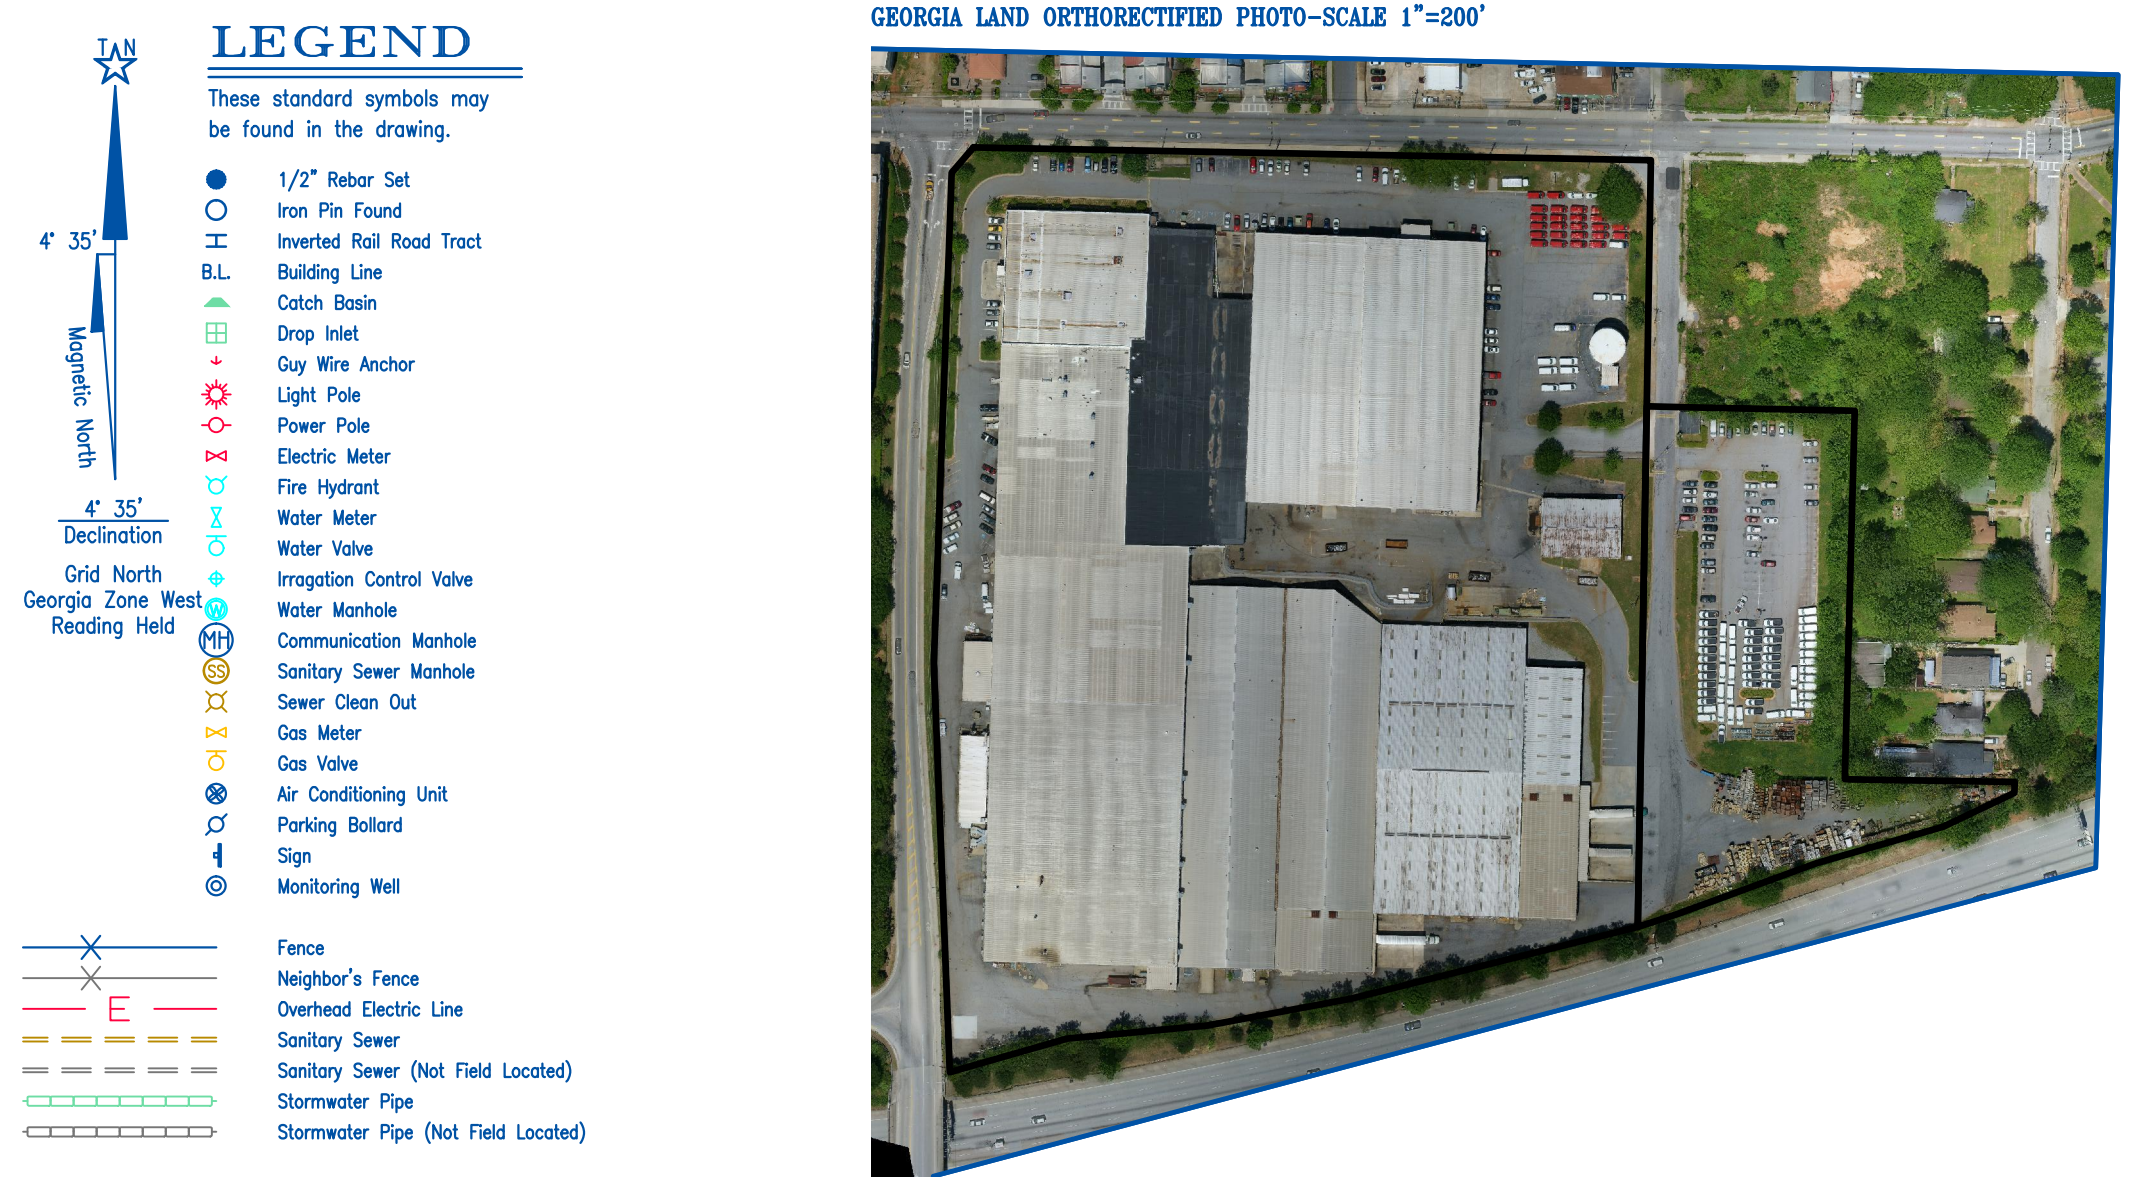 GEORGIA LAND ORTHORECTIFIED PHOTO-SCALE 1"=200'
T N
LEGEND
These standard symbols may
be found in the drawing.
4° 35'
Magnetic North
4° 35'
Declination
Grid North
Georgia Zone West
Reading Held
1/2" Rebar Set
Iron Pin Found
Inverted Rail Road Tract
B.L. Building Line
Catch Basin
Drop Inlet
Guy Wire Anchor
Light Pole
Power Pole
Electric Meter
Fire Hydrant
Water Meter
Water Valve
Irragation Control Valve
W Water Manhole
MH Communication Manhole
SS Sanitary Sewer Manhole
Sewer Clean Out
Gas Meter
Gas Valve
Air Conditioning Unit
Parking Bollard
Sign
Monitoring Well
Fence
Neighbor's Fence
E Overhead Electric Line
Sanitary Sewer
Sanitary Sewer (Not Field Located)
Stormwater Pipe
Stormwater Pipe (Not Field Located)